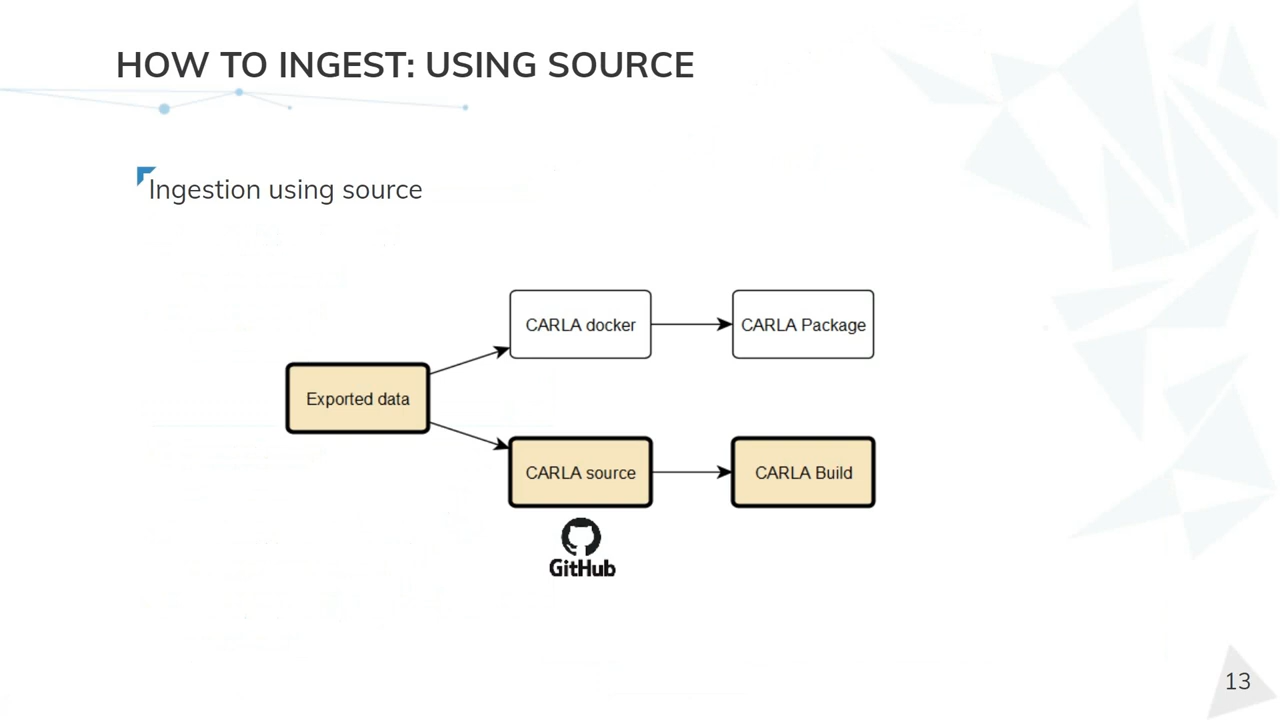 HOW TO INGEST: USING SOURCE
Ingestion using source
CARLA docker
CARLA Package
Exported data
CARLA source
CARLA Build
GitHub
13